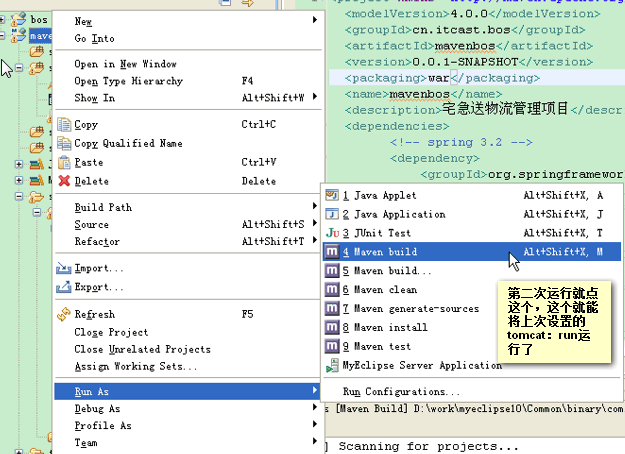 bos
mave
New
Go Into
Open in New Window
Open Type Hierarchy F4
Show In Alt+Shift+W
Copy Ctrl+C
Copy Qualified Name
Paste Ctrl+V
Delete Delete
Build Path
Source Alt+Shift+S
Refactor Alt+Shift+T
Import...
Export...
Refresh F5
Close Project
Close Unrelated Projects
Assign Working Sets...
Run As
Debug As
Profile As
Team
<modelVersion>4.0.0</modelVersion>
<groupId>cn.itcast.bos</groupId>
<artifactId>mavenbos</artifactId>
<version>0.0.1-SNAPSHOT</version>
<packaging>war</packaging>
<name>mavenbos</name>
<description>宅急送物流管理项目</descr
<dependencies>
<!-- spring 3.2 -->
<dependency>
<groupId>org.springframewor
1 Java Applet Alt+Shift+X, A
2 Java Application Alt+Shift+X, J
3 JUnit Test Alt+Shift+X, T
4 Maven build Alt+Shift+X, M
5 Maven build...
6 Maven clean
7 Maven generate-sources
8 Maven install
9 Maven test
MyEclipse Server Application
Run Configurations...
第二次运行就点
这个，这个就能
将上次设置的
tomcat：run运
行了
s [Maven Build] D:\work\myeclipse10\Common\binary\com
] Scanning for projects...